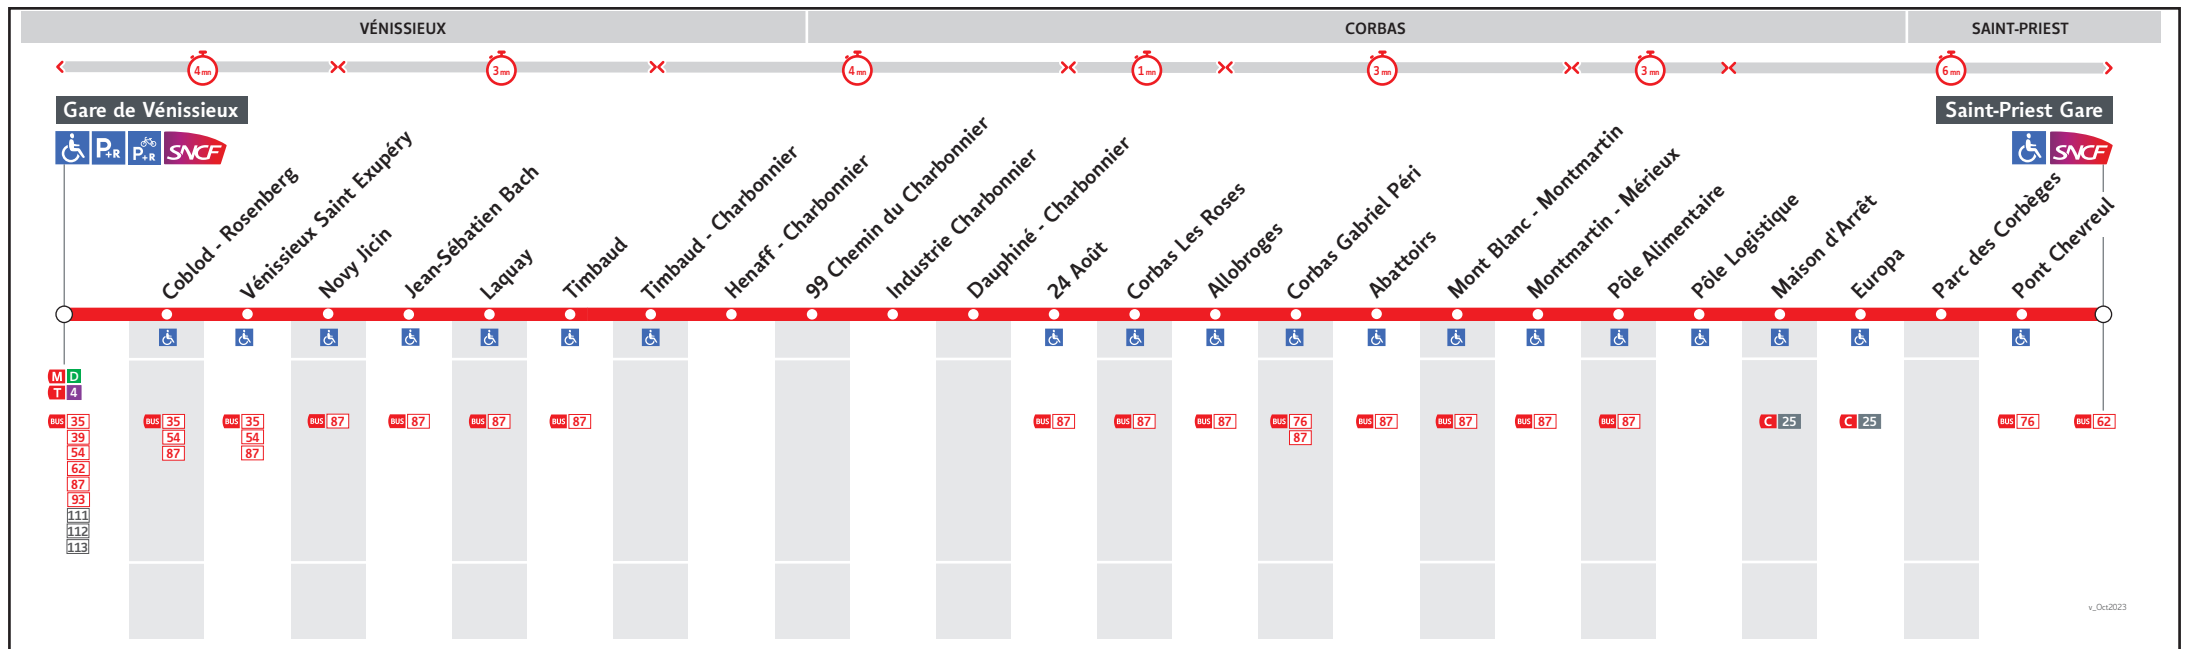 VÉNISSIEUX
CORBAS
SAINT-PRIEST
4 mn
3 mn
4 mn
1 mn
3 mn
3 mn
6 mn
Gare de Vénissieux
P+R
P+R
SNCF
Saint-Priest Gare
SNCF
Coblod - Rosenberg
Vénissieux Saint Exupéry
Novy Jicin
Jean-Sébatien Bach
Laquay
Timbaud
Timbaud - Charbonnier
Henaff - Charbonnier
99 Chemin du Charbonnier
Industrie Charbonnier
Dauphiné - Charbonnier
24 Août
Corbas Les Roses
Allobroges
Corbas Gabriel Péri
Abattoirs
Mont Blanc - Montmartin
Montmartin - Mérieux
Pôle Alimentaire
Pôle Logistique
Maison d'Arrêt
Europa
Parc des Corbèges
Pont Chevreul
M D
T 4
BUS 35
39
54
62
87
93
111
112
113
BUS 35
54
87
BUS 35
54
87
BUS 87
BUS 87
BUS 87
BUS 87
BUS 87
BUS 87
BUS 87
BUS 76
87
BUS 87
BUS 87
BUS 87
BUS 87
C 25
C 25
BUS 76
BUS 62
v_Oct2023